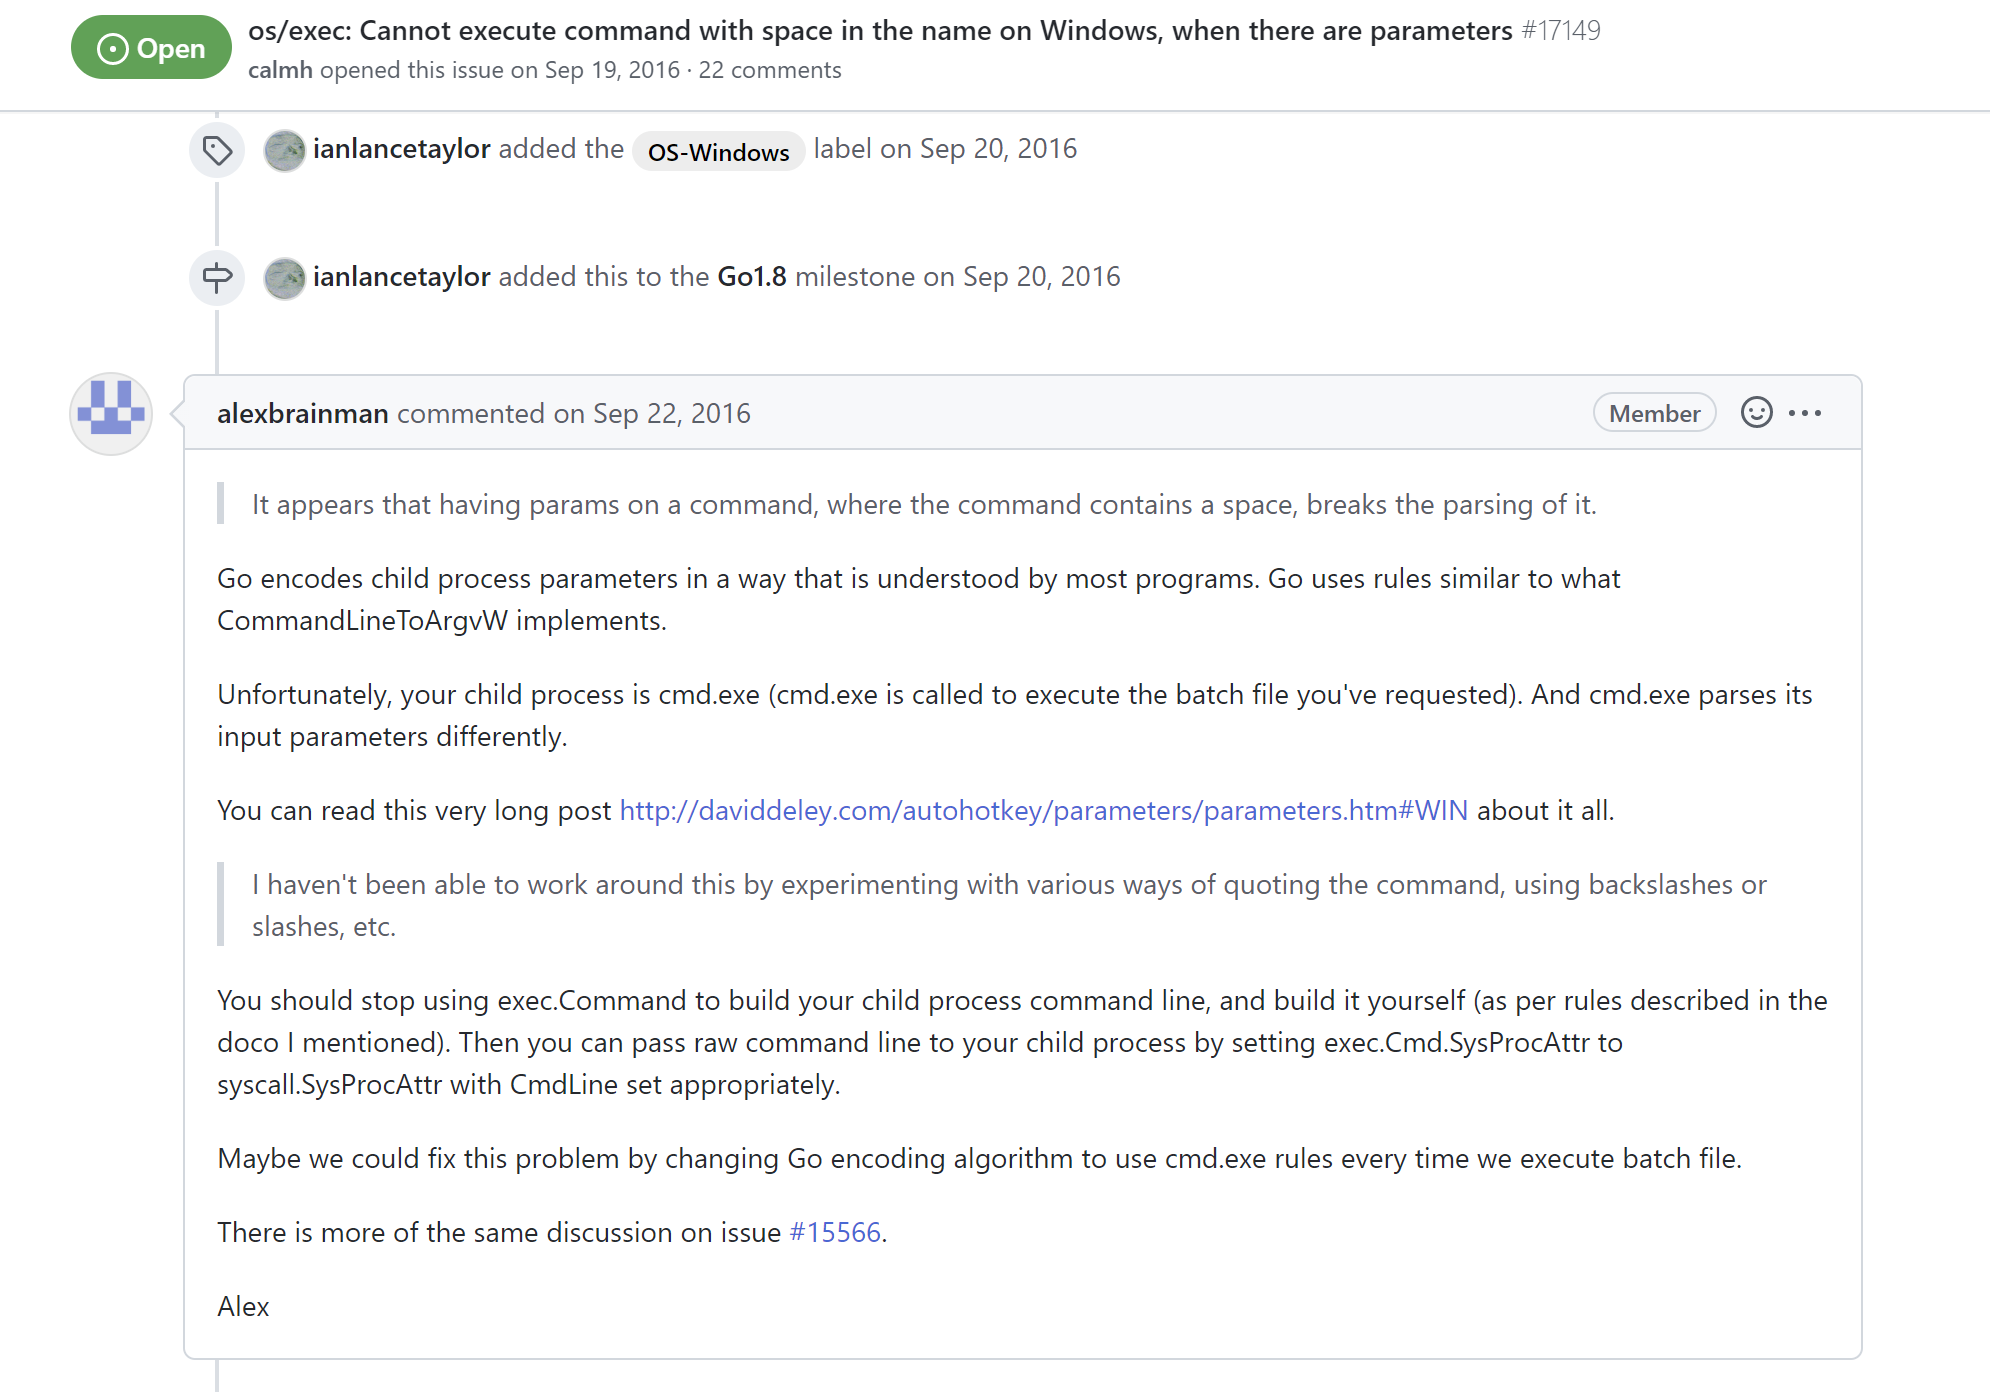 Open
os/exec: Cannot execute command with space in the name on Windows, when there are parameters #17149
calmh opened this issue on Sep 19, 2016 · 22 comments
ianlancetaylor added the OS-Windows label on Sep 20, 2016
ianlancetaylor added this to the Go1.8 milestone on Sep 20, 2016
alexbrainman commented on Sep 22, 2016
Member
It appears that having params on a command, where the command contains a space, breaks the parsing of it.
Go encodes child process parameters in a way that is understood by most programs. Go uses rules similar to what
CommandLineToArgvW implements.
Unfortunately, your child process is cmd.exe (cmd.exe is called to execute the batch file you've requested). And cmd.exe parses its
input parameters differently.
You can read this very long post http://daviddeley.com/autohotkey/parameters/parameters.htm#WIN about it all.
I haven't been able to work around this by experimenting with various ways of quoting the command, using backslashes or
slashes, etc.
You should stop using exec.Command to build your child process command line, and build it yourself (as per rules described in the
doco I mentioned). Then you can pass raw command line to your child process by setting exec.Cmd.SysProcAttr to
syscall.SysProcAttr with CmdLine set appropriately.
Maybe we could fix this problem by changing Go encoding algorithm to use cmd.exe rules every time we execute batch file.
There is more of the same discussion on issue #15566.
Alex